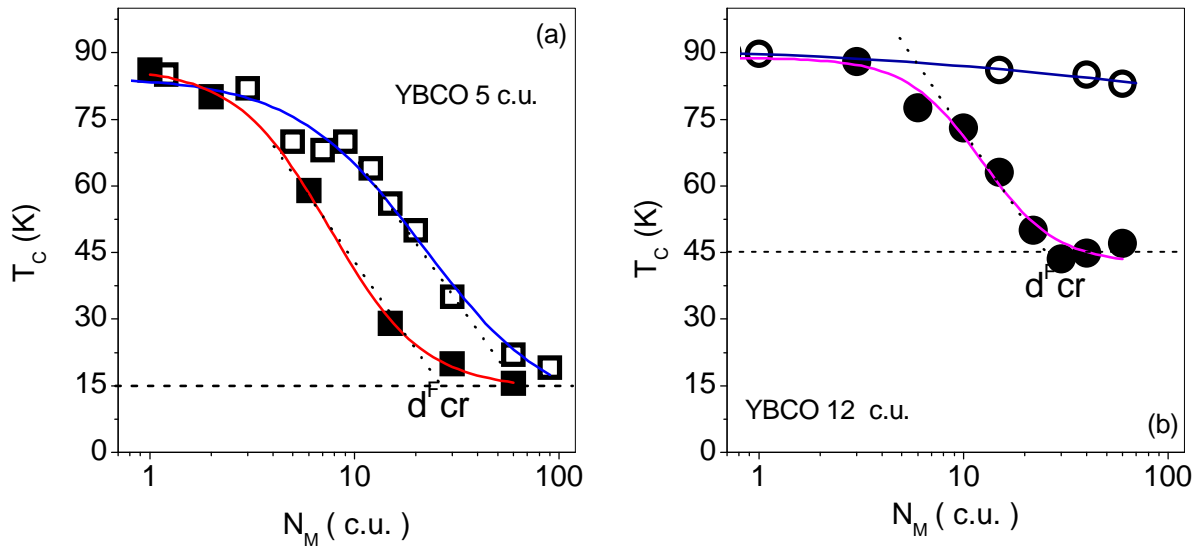 (a)
YBCO 5 c.u.
90
75
60
45
30
15
0
T_C (K)
d^F cr
1
10
100
N_M ( c.u. )
90
75
60
45
30
15
0
T_C (K)
d^F cr
YBCO 12 c.u.
(b)
1
10
100
N_M ( c.u. )